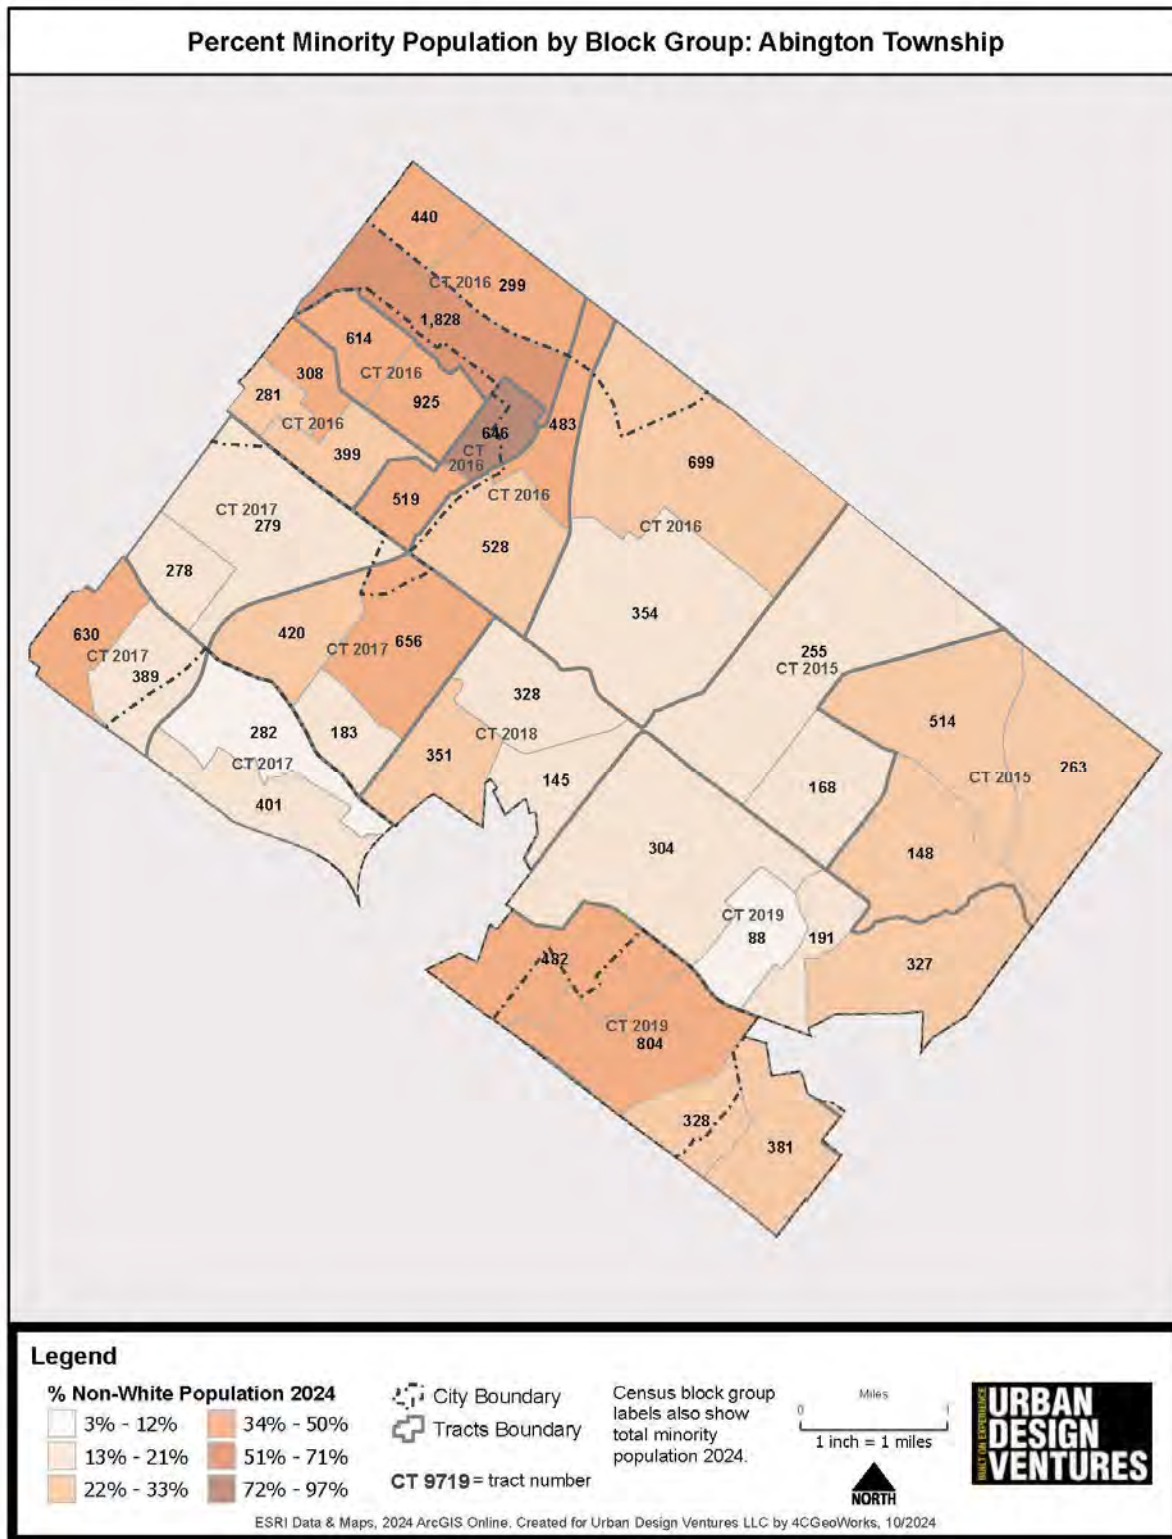 Percent Minority Population by Block Group: Abington Township
440
CT 2016 299
1,828
614
308
CT 2016
281
925
483
CT 2016
646
CT
2016
399
699
519
CT 2016
CT 2017
279
528
CT 2016
278
354
630
420
656
CT 2017
CT 2017
389
255
CT 2015
328
514
282
183
CT 2018
CT 2017
351
145
168
CT 2015
263
401
304
148
CT 2019
88
191
482
327
CT 2019
804
328
381
Legend
% Non-White Population 2024
3% - 12%
13% - 21%
22% - 33%
34% - 50%
51% - 71%
72% - 97%
City Boundary
Tracts Boundary
CT 9719 = tract number
Census block group
labels also show
total minority
population 2024.
Miles
0 1
1 inch = 1 miles
NORTH
BUILT ON EXPERIENCE
URBAN
DESIGN
VENTURES
ESRI Data & Maps, 2024 ArcGIS Online. Created for Urban Design Ventures LLC by 4CGeoWorks, 10/2024